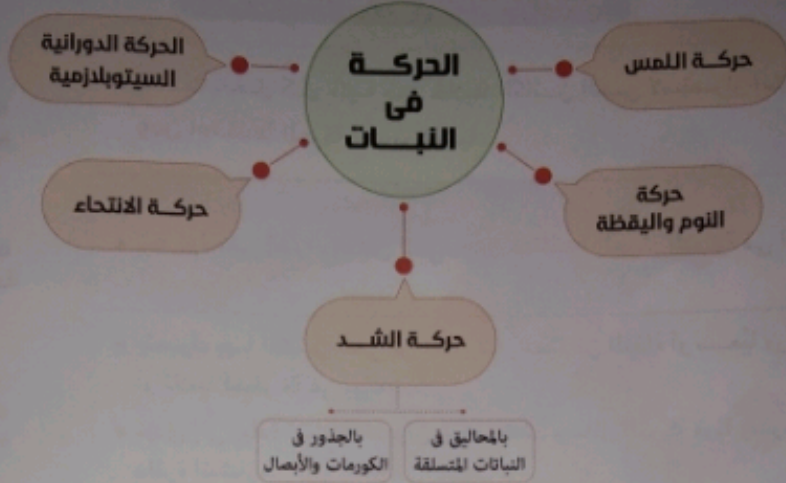 الحركة
فى
النبات
حركة اللمس
حركة
النوم واليقظة
الحركة الدورانية
السيتوبلازمية
حركة الانتحاء
حركة الشد
بالمحاليق فى
النباتات المتسلقة
بالجذور فى
الكورمات والأبصال